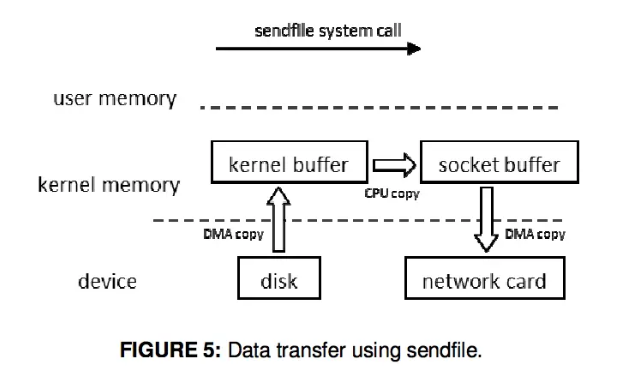 sendfile system call
user memory
kernel buffer
socket buffer
kernel memory
CPU copy
DMA copy
DMA copy
device
disk
network card
FIGURE 5: Data transfer using sendfile.